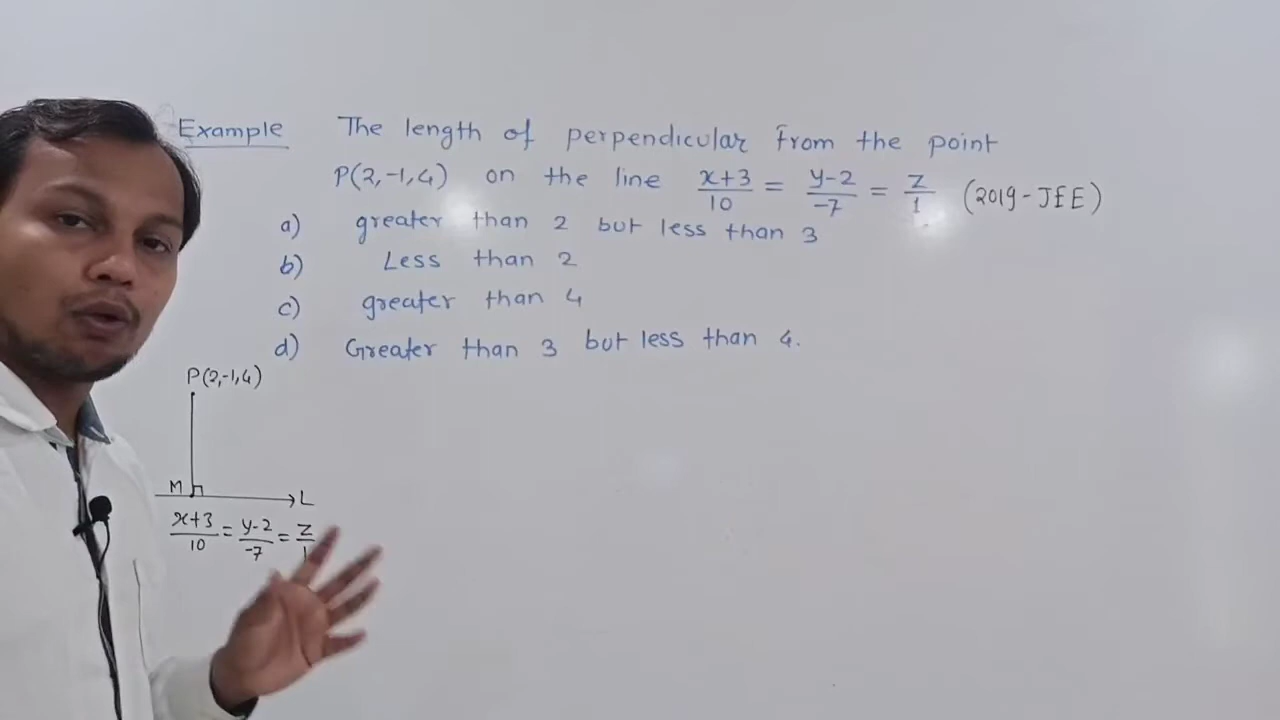 Example The length of perpendicular from the point
P(2,-1,4) on the line x+3/10 = y-2/-7 = z/1 (2019-JEE)
a) greater than 2 but less than 3
b) Less than 2
c) greater than 4
d) Greater than 3 but less than 4.
P(2,-1,4)
M L
x+3/10 = y-2/-7 = z/1